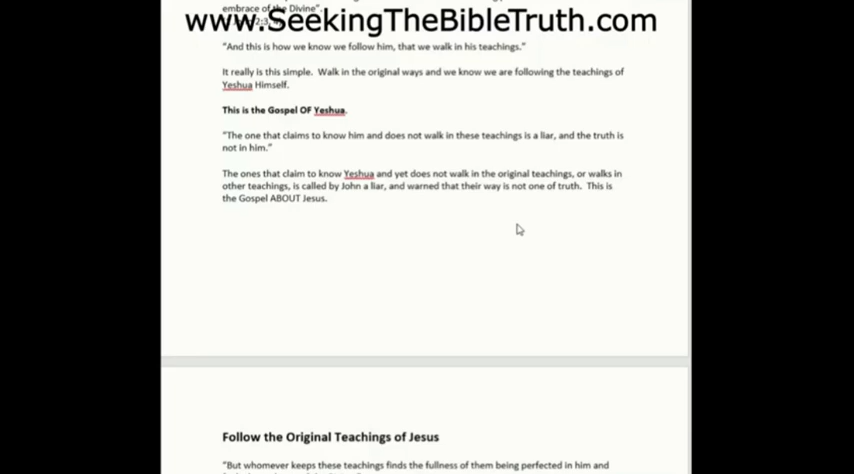 embrace of the Divine".
www.SeekingTheBibleTruth.com
2:3,
"And this is how we know we follow him, that we walk in his teachings."
It really is this simple. Walk in the original ways and we know we are following the teachings of
Yeshua Himself.
This is the Gospel OF Yeshua.
"The one that claims to know him and does not walk in these teachings is a liar, and the truth is
not in him."
The ones that claim to know Yeshua and yet does not walk in the original teachings, or walks in
other teachings, is called by John a liar, and warned that their way is not one of truth. This is
the Gospel ABOUT Jesus.
Follow the Original Teachings of Jesus
"But whomever keeps these teachings finds the fullness of them being perfected in him and